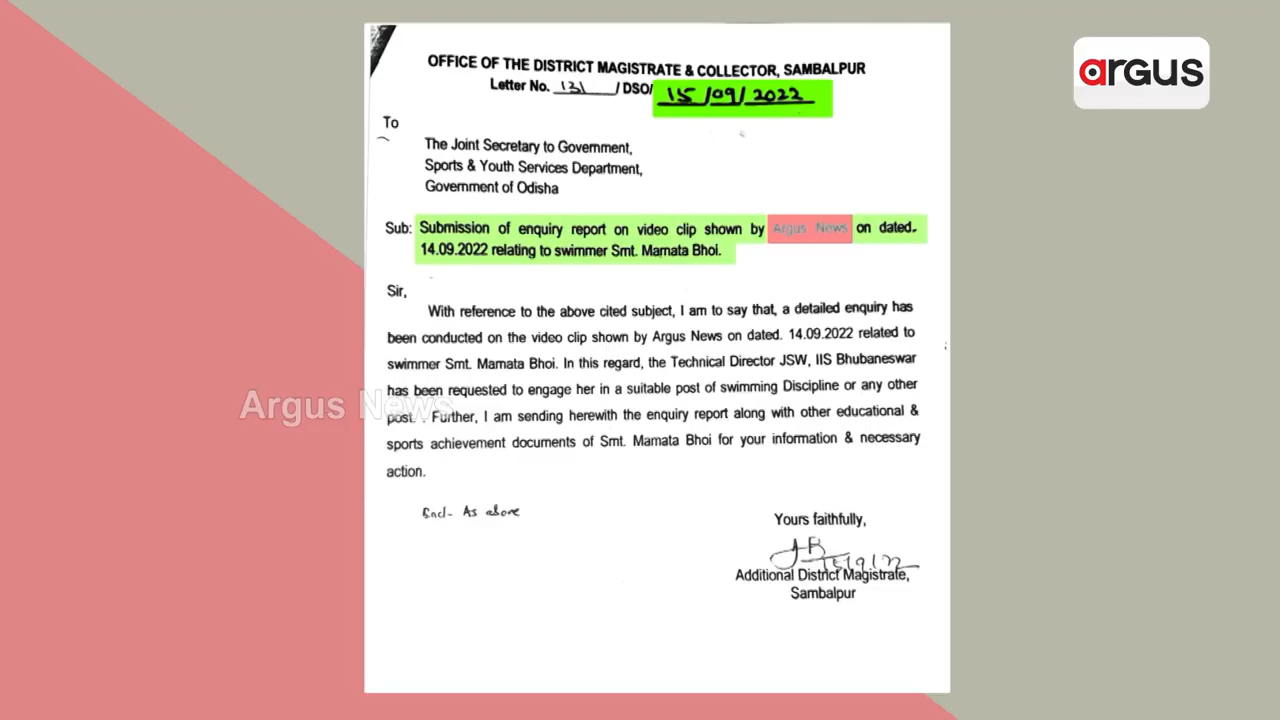 argus
OFFICE OF THE DISTRICT MAGISTRATE & COLLECTOR, SAMBALPUR
Letter No. 131 / DSO/ 15/09/2022
To
The Joint Secretary to Government,
Sports & Youth Services Department,
Government of Odisha
Sub: Submission of enquiry report on video clip shown by Argus News on dated.
14.09.2022 relating to swimmer Smt. Mamata Bhoi.
Sir,
With reference to the above cited subject, I am to say that, a detailed enquiry has
been conducted on the video clip shown by Argus News on dated. 14.09.2022 related to
swimmer Smt. Mamata Bhoi. In this regard, the Technical Director JSW, IIS Bhubaneswar
has been requested to engage her in a suitable post of swimming Discipline or any other
post. . Further, I am sending herewith the enquiry report along with other educational &
sports achievement documents of Smt. Mamata Bhoi for your information & necessary
action.
Argus News
Encl- As above
Yours faithfully,
Additional District Magistrate,
Sambalpur